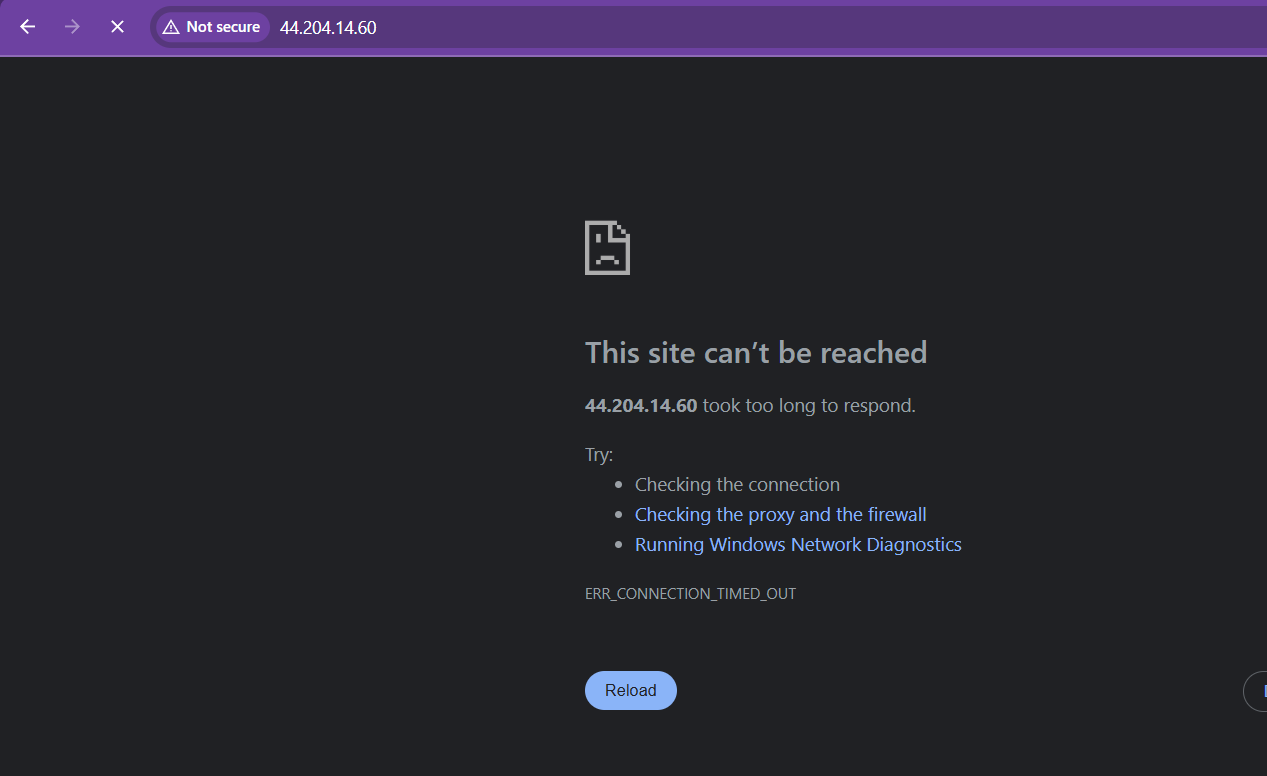 Not secure 44.204.14.60
This site can’t be reached
44.204.14.60 took too long to respond.
Try:
Checking the connection
Checking the proxy and the firewall
Running Windows Network Diagnostics
ERR_CONNECTION_TIMED_OUT
Reload